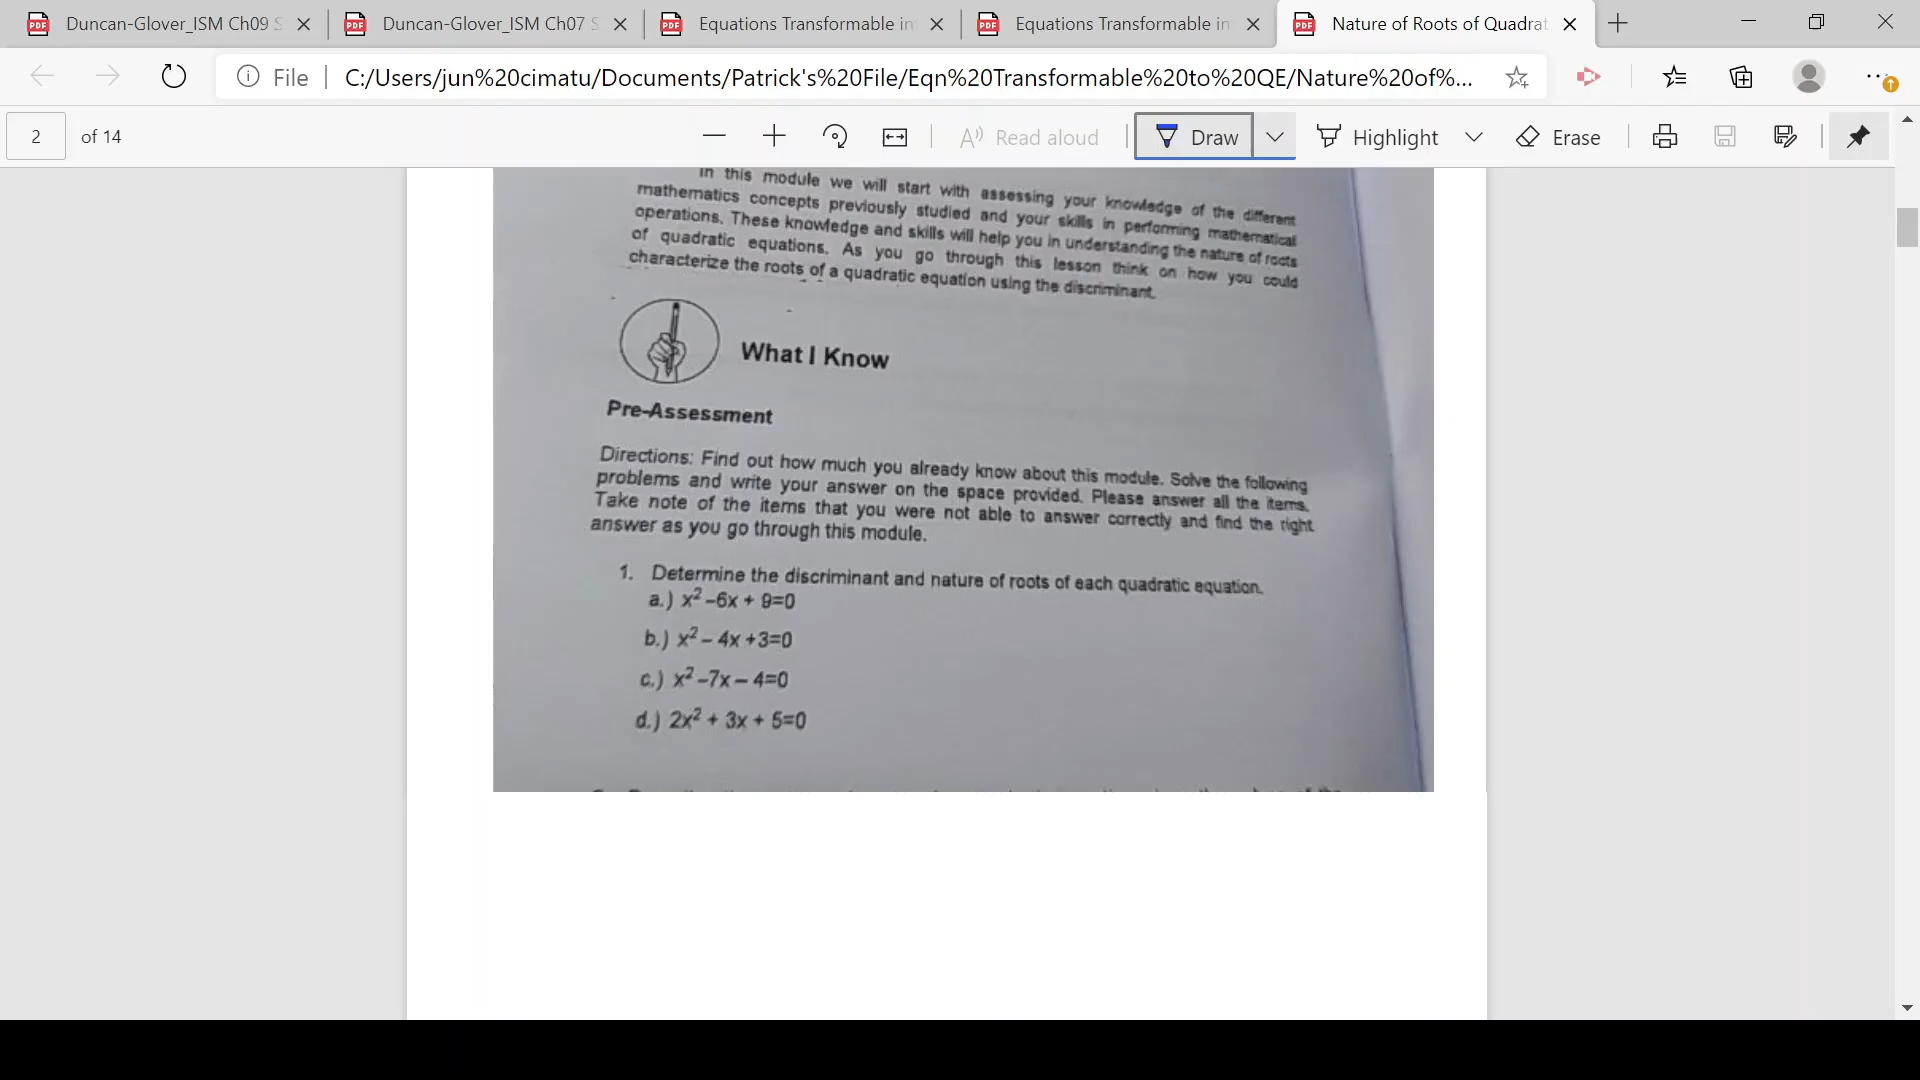 Duncan-Glover_ISM Ch09 S
Duncan-Glover_ISM Ch07 S
Equations Transformable in
Equations Transformable in
Nature of Roots of Quadrat
File
C:/Users/jun%20cimatu/Documents/Patrick's%20File/Eqn%20Transformable%20to%20QE/Nature%20of%...
2 of 14
Read aloud
Draw
Highlight
Erase
In this module we will start with assessing your knowledge of the different
mathematics concepts previously studied and your skills in performing mathematical
operations. These knowledge and skills will help you in understanding the nature of roots
of quadratic equations. As you go through this lesson think on how you could
characterize the roots of a quadratic equation using the discriminant.
What I Know
Pre-Assessment
Directions: Find out how much you already know about this module. Solve the following
problems and write your answer on the space provided. Please answer all the items.
Take note of the items that you were not able to answer correctly and find the right
answer as you go through this module.
1. Determine the discriminant and nature of roots of each quadratic equation.
a.) x² –6x + 9=0
b.) x² – 4x +3=0
c.) x² –7x – 4=0
d.) 2x² + 3x + 5=0